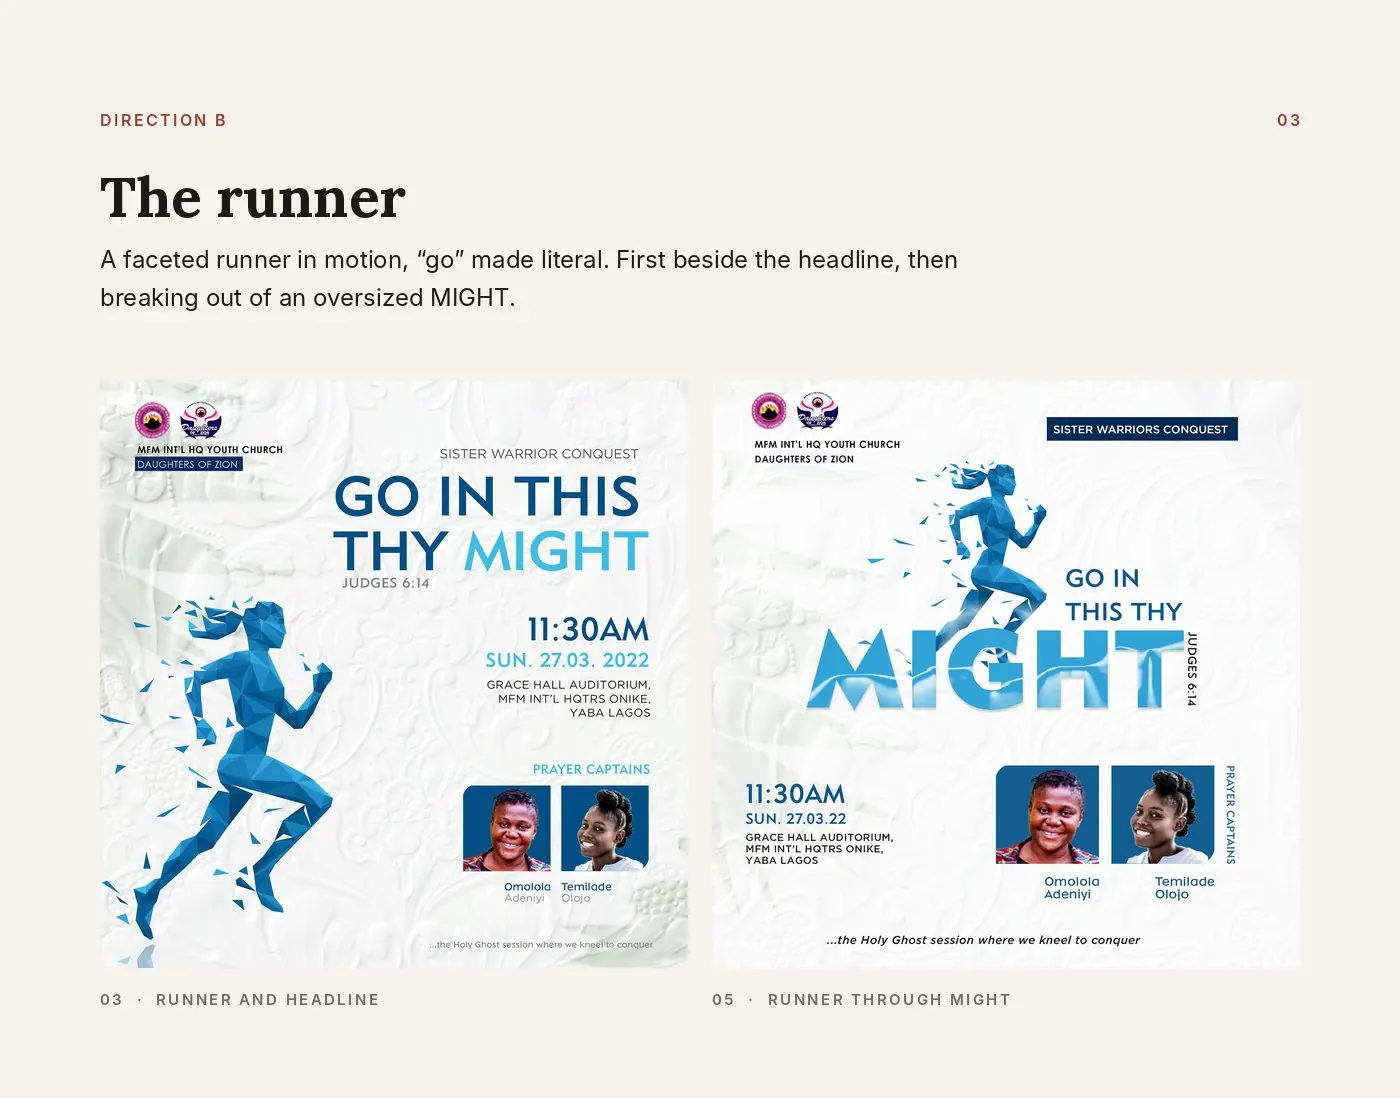 DIRECTION B
03
The runner
A faceted runner in motion, “go” made literal. First beside the headline, then
breaking out of an oversized MIGHT.
MFM INT'L HQ YOUTH CHURCH
DAUGHTERS OF ZION
SISTER WARRIOR CONQUEST
GO IN THIS
THY MIGHT
JUDGES 6:14
11:30AM
SUN. 27.03. 2022
GRACE HALL AUDITORIUM,
MFM INT'L HQTRS ONIKE,
YABA LAGOS
PRAYER CAPTAINS
Omolola
Adeniyi
Temilade
Olojo
...the Holy Ghost session where we kneel to conquer
03 · RUNNER AND HEADLINE
MFM INT'L HQ YOUTH CHURCH
DAUGHTERS OF ZION
SISTER WARRIORS CONQUEST
GO IN
THIS THY
MIGHT
JUDGES 6:14
11:30AM
SUN. 27.03.22
GRACE HALL AUDITORIUM,
MFM INT'L HQTRS ONIKE,
YABA LAGOS
PRAYER CAPTAINS
Omolola
Adeniyi
Temilade
Olojo
...the Holy Ghost session where we kneel to conquer
05 · RUNNER THROUGH MIGHT